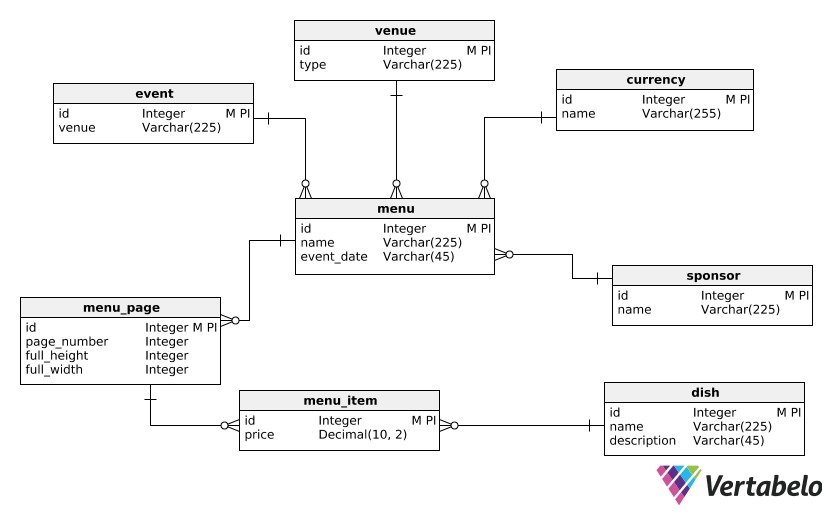 venue
id Integer M PI
type Varchar(225)
event
id Integer M PI
venue Varchar(225)
currency
id Integer M PI
name Varchar(255)
menu
id Integer M PI
name Varchar(225)
event_date Varchar(45)
sponsor
id Integer M PI
name Varchar(225)
menu_page
id Integer M PI
page_number Integer
full_height Integer
full_width Integer
menu_item
id Integer M PI
price Decimal(10, 2)
dish
id Integer M PI
name Varchar(225)
description Varchar(45)
Vertabelo